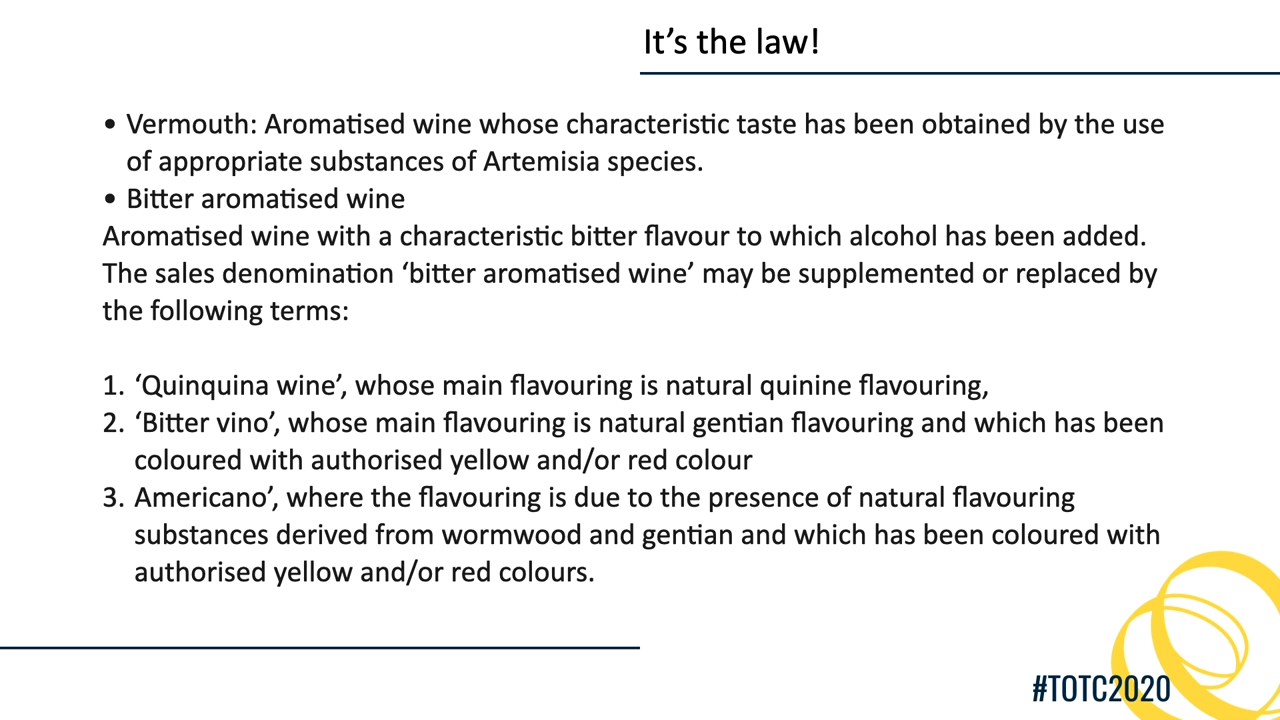 It’s the law!
• Vermouth: Aromatised wine whose characteristic taste has been obtained by the use
of appropriate substances of Artemisia species.
• Bitter aromatised wine
Aromatised wine with a characteristic bitter flavour to which alcohol has been added.
The sales denomination ‘bitter aromatised wine’ may be supplemented or replaced by
the following terms:
1. ‘Quinquina wine’, whose main flavouring is natural quinine flavouring,
2. ‘Bitter vino’, whose main flavouring is natural gentian flavouring and which has been
coloured with authorised yellow and/or red colour
3. Americano’, where the flavouring is due to the presence of natural flavouring
substances derived from wormwood and gentian and which has been coloured with
authorised yellow and/or red colours.
#TOTC2020